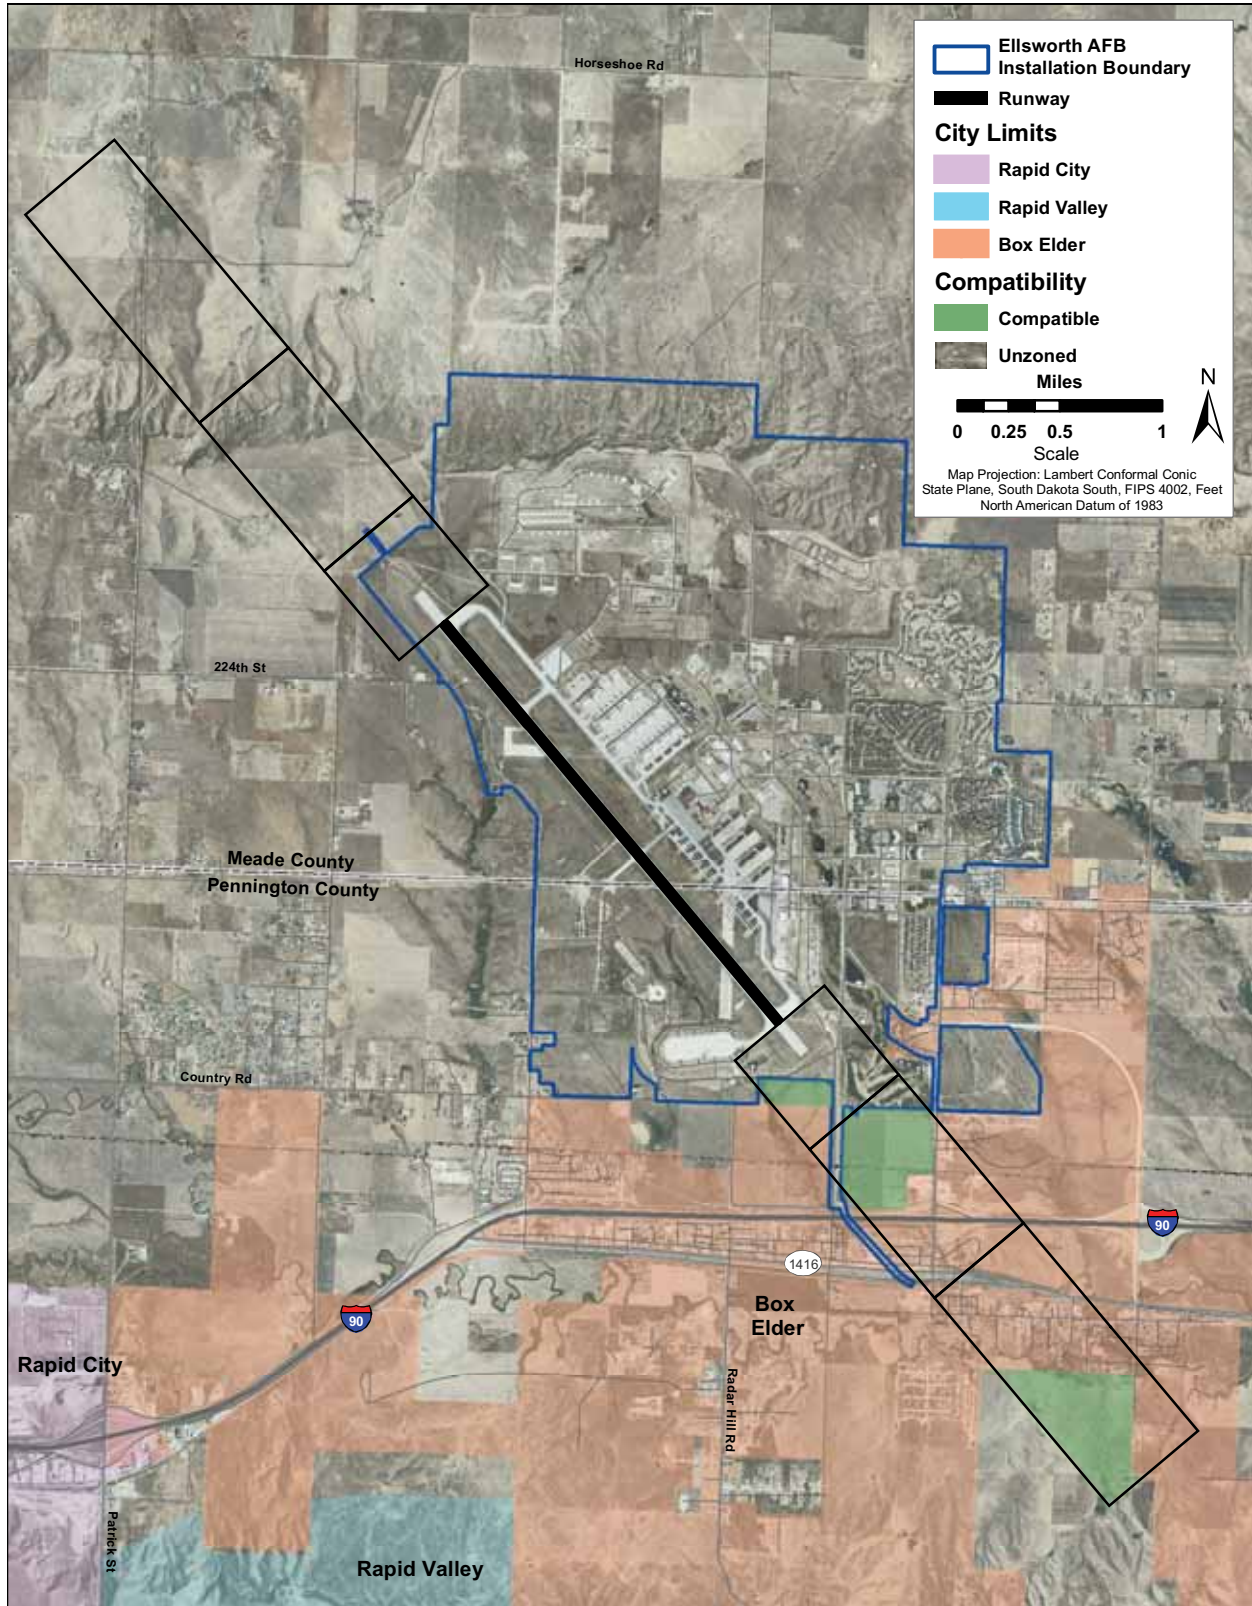 Horseshoe Rd
Ellsworth AFB
Installation Boundary
Runway
City Limits
Rapid City
Rapid Valley
Box Elder
Compatibility
Compatible
Unzoned
Miles
N
0 0.25 0.5 1
Scale
Map Projection: Lambert Conformal Conic
State Plane, South Dakota South, FIPS 4002, Feet
North American Datum of 1983
224th St
Meade County
Pennington County
Country Rd
90
1416
Box
Elder
90
Rapid City
Radar Hill Rd
Patrick St
Rapid Valley